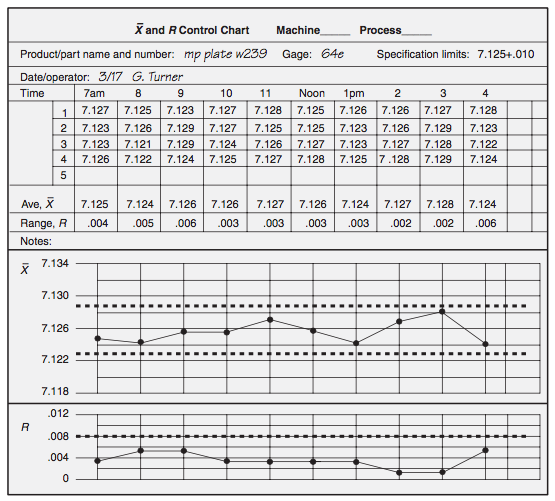 X̄ and R Control Chart Machine_____ Process_____
Product/part name and number: mp plate w239 Gage: 64e Specification limits: 7.125+.010
Date/operator: 3/17 G. Turner
Time 7am 8 9 10 11 Noon 1pm 2 3 4
1 7.127 7.125 7.123 7.127 7.128 7.125 7.126 7.126 7.127 7.128
2 7.123 7.126 7.129 7.127 7.125 7.125 7.123 7.126 7.129 7.123
3 7.123 7.121 7.129 7.124 7.126 7.127 7.123 7.127 7.128 7.122
4 7.126 7.122 7.124 7.125 7.127 7.128 7.125 7 .128 7.129 7.124
5
Ave, X̄ 7.125 7.124 7.126 7.126 7.127 7.126 7.124 7.127 7.128 7.124
Range, R .004 .005 .006 .003 .003 .003 .003 .002 .002 .006
Notes:
X̄ 7.134
7.130
7.126
7.122
7.118
.012
R .008
.004
0